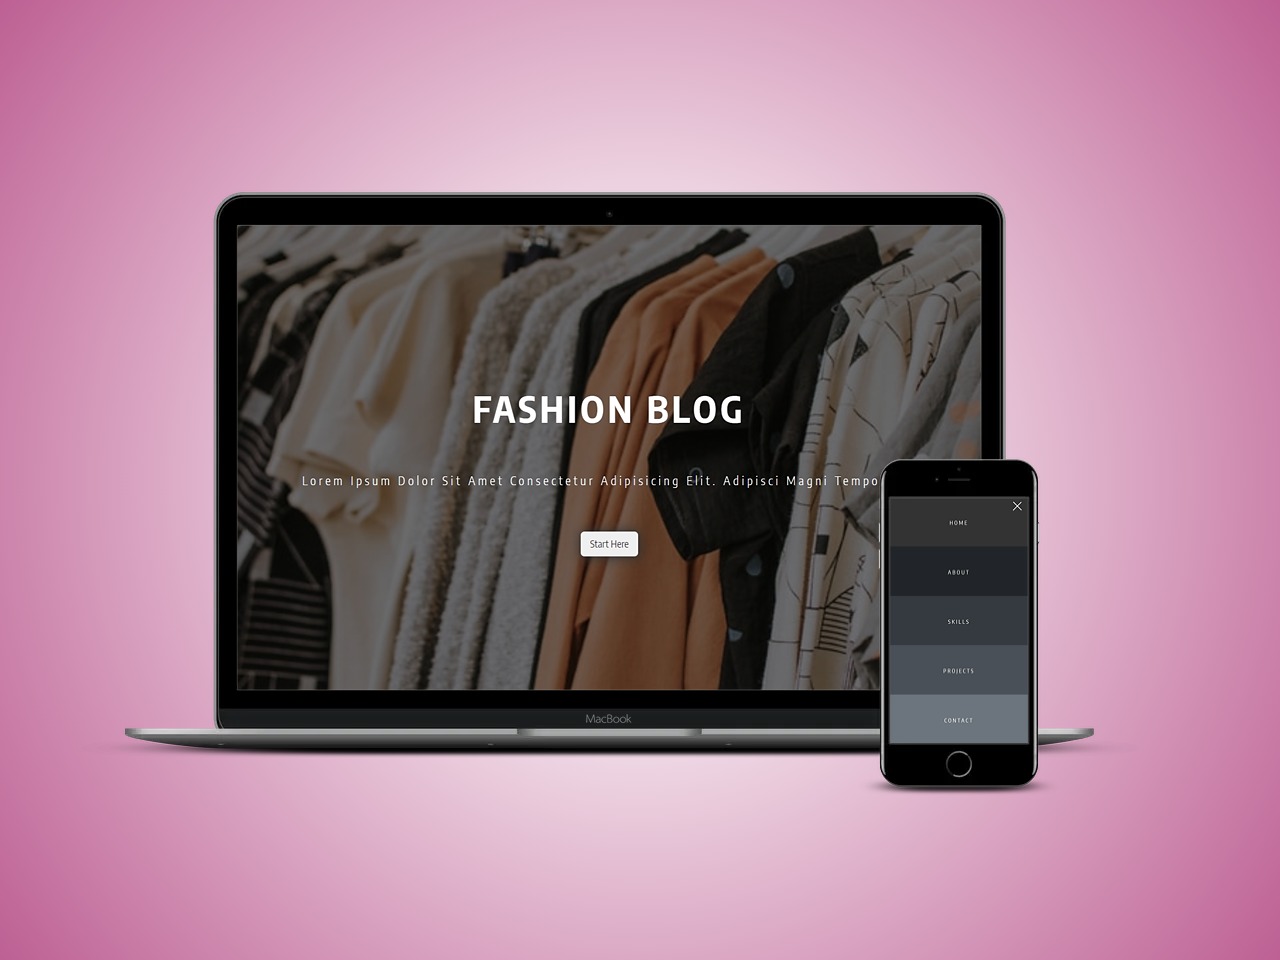 FASHION BLOG
Lorem Ipsum Dolor Sit Amet Consectetur Adipisicing Elit. Adipisci Magni Tempo
Start Here
MacBook
HOME
ABOUT
SKILLS
PROJECTS
CONTACT